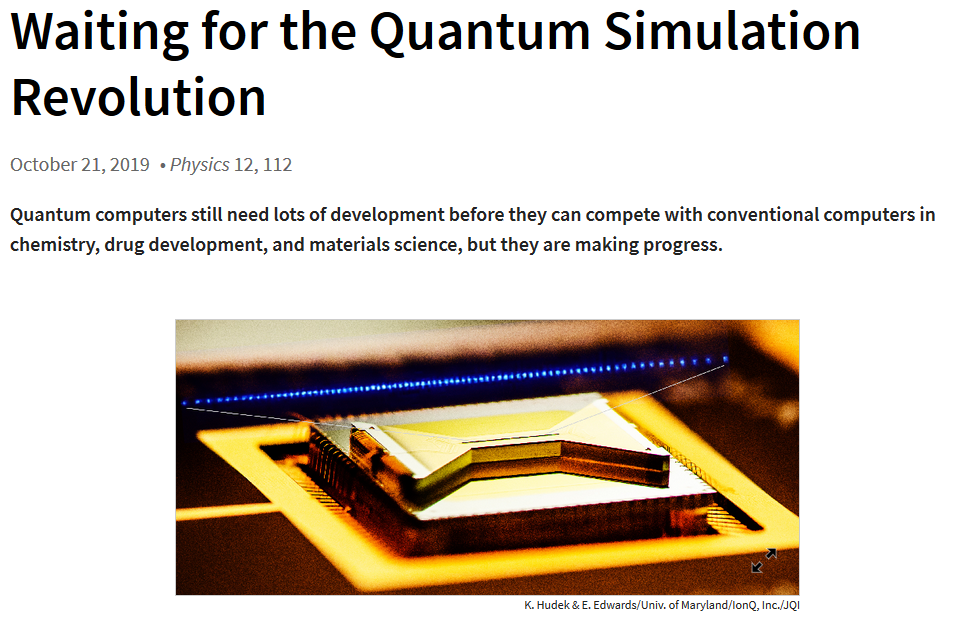 Waiting for the Quantum Simulation
Revolution
October 21, 2019 • Physics 12, 112
Quantum computers still need lots of development before they can compete with conventional computers in
chemistry, drug development, and materials science, but they are making progress.
K. Hudek & E. Edwards/Univ. of Maryland/IonQ, Inc./JQI